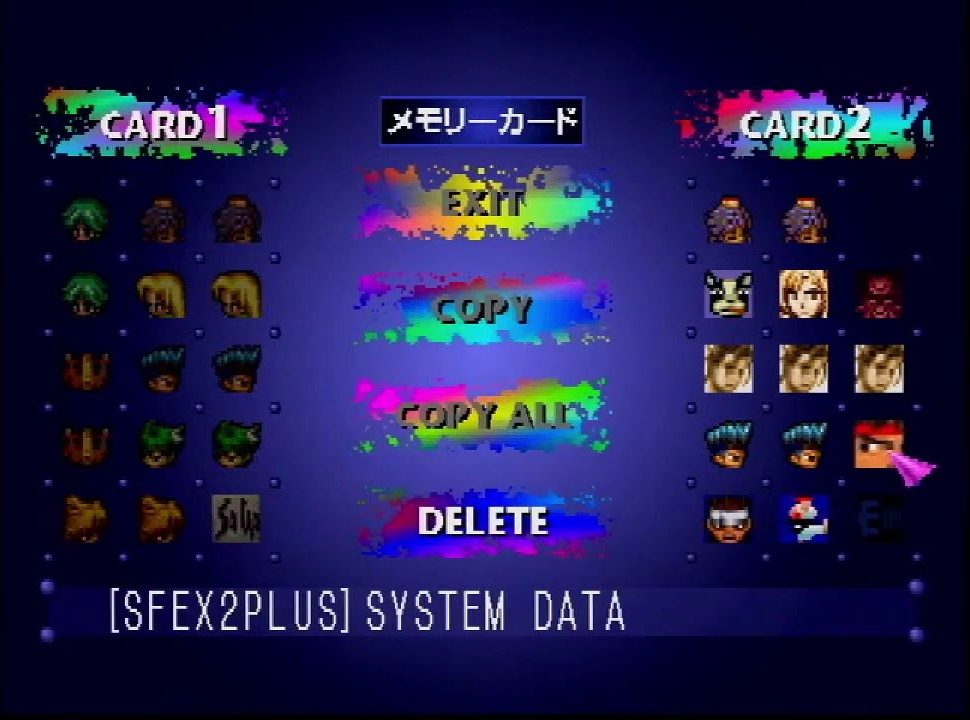 CARD1
メモリーカード
CARD2
EXIT
COPY
COPY ALL
DELETE
[SFEX2PLUS]SYSTEM DATA